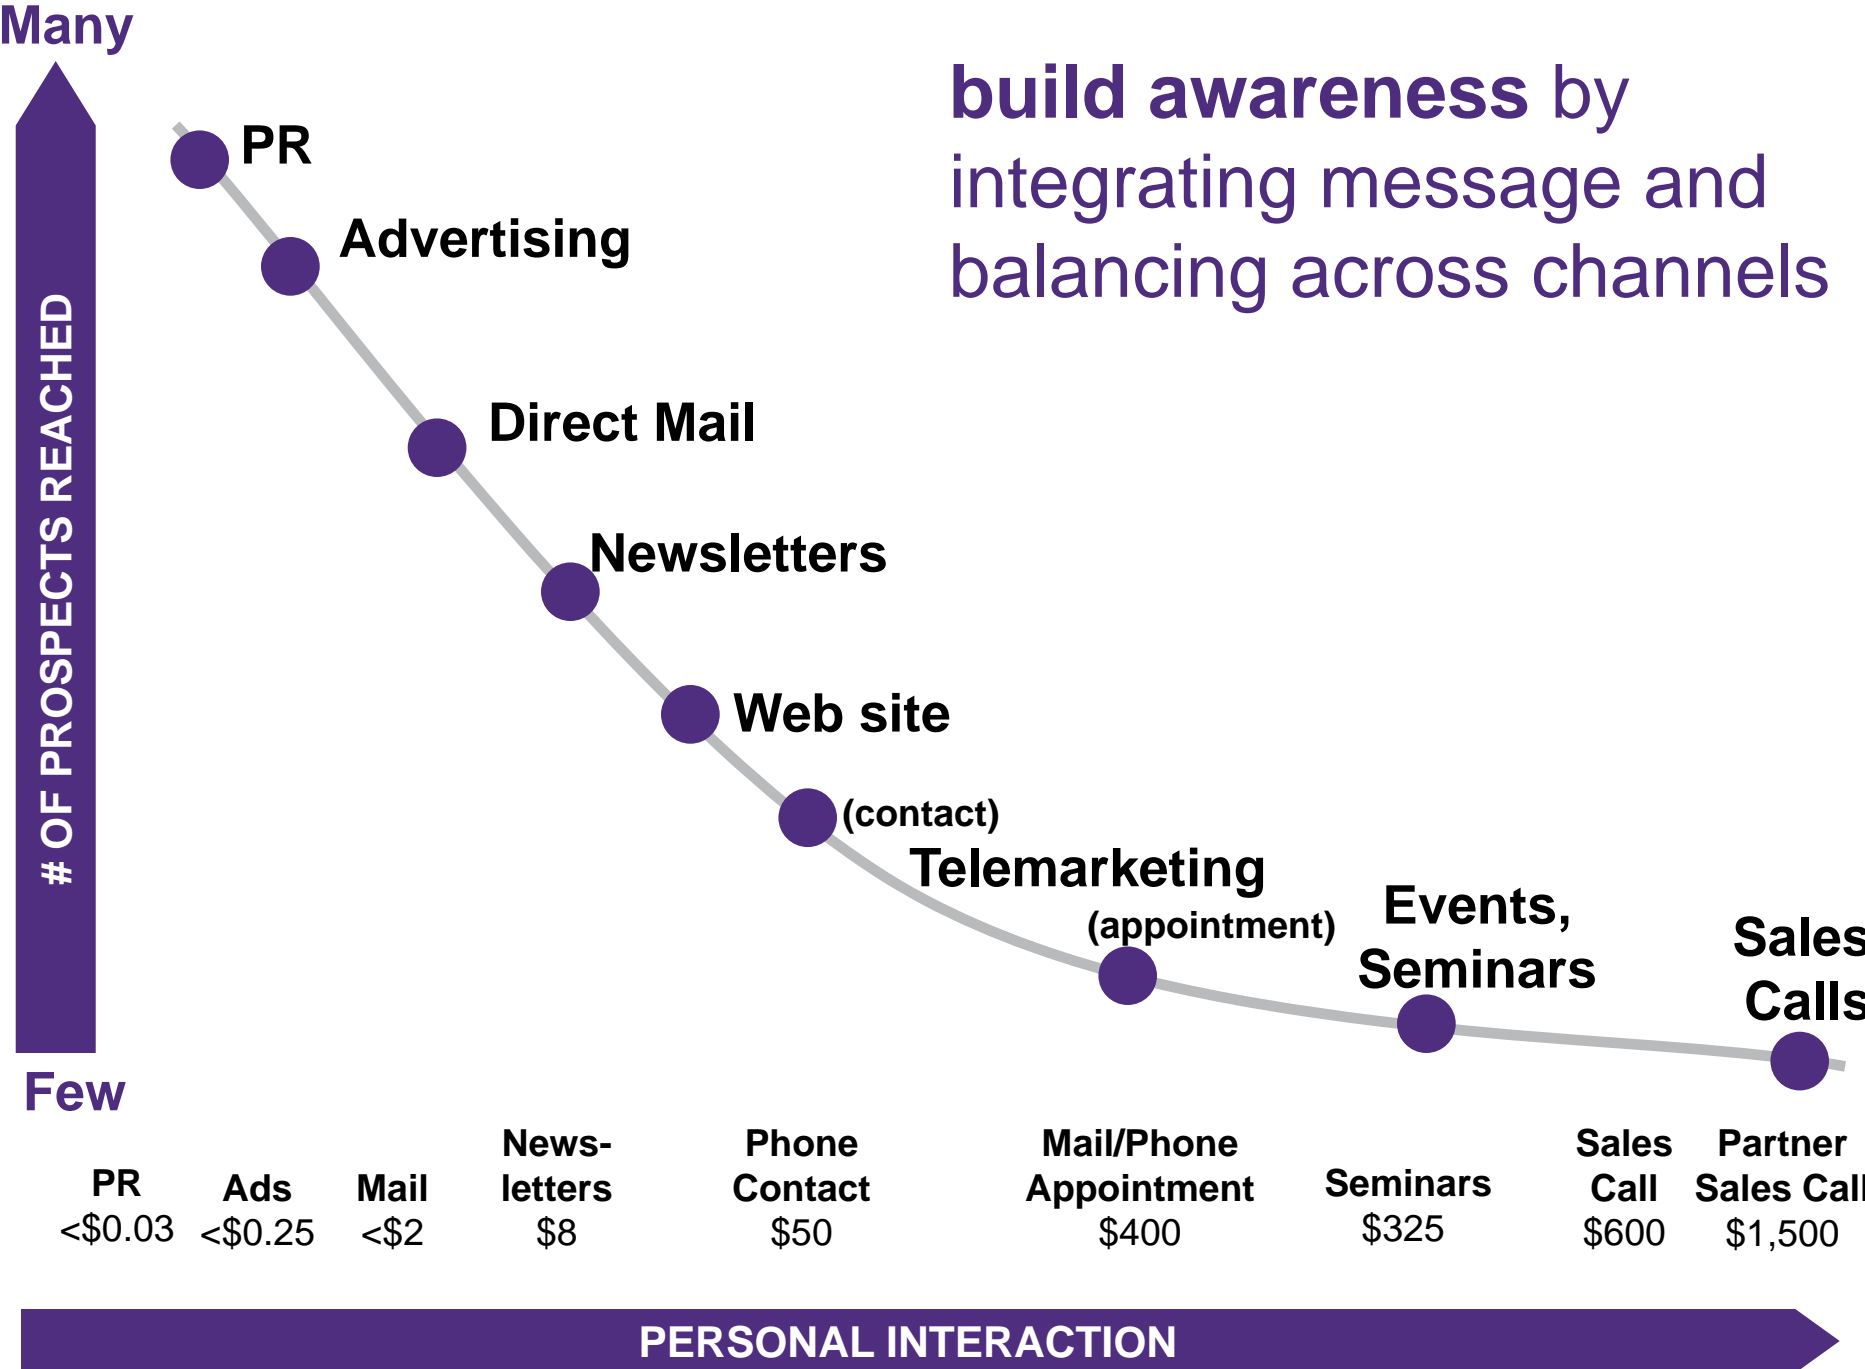 Many
build awareness by
integrating message and
balancing across channels
PR
Advertising
# OF PROSPECTS REACHED
Direct Mail
Newsletters
Web site
(contact)
Telemarketing
(appointment)
Events,
Seminars
Sales
Calls
Few
PR
<$0.03
Ads
<$0.25
Mail
<$2
News-
letters
$8
Phone
Contact
$50
Mail/Phone
Appointment
$400
Seminars
$325
Sales
Call
$600
Partner
Sales Call
$1,500
PERSONAL INTERACTION